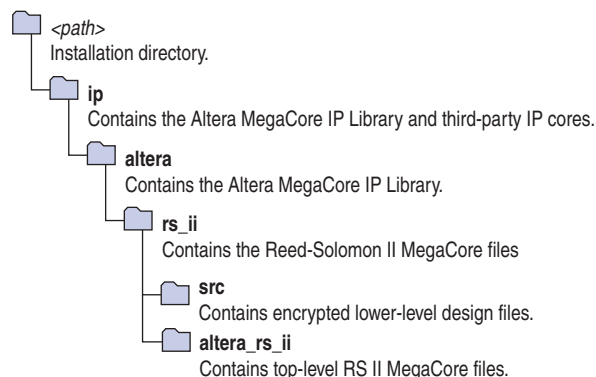 <path>
Installation directory.
ip
Contains the Altera MegaCore IP Library and third-party IP cores.
altera
Contains the Altera MegaCore IP Library.
rs_ii
Contains the Reed-Solomon II MegaCore files
src
Contains encrypted lower-level design files.
altera_rs_ii
Contains top-level RS II MegaCore files.